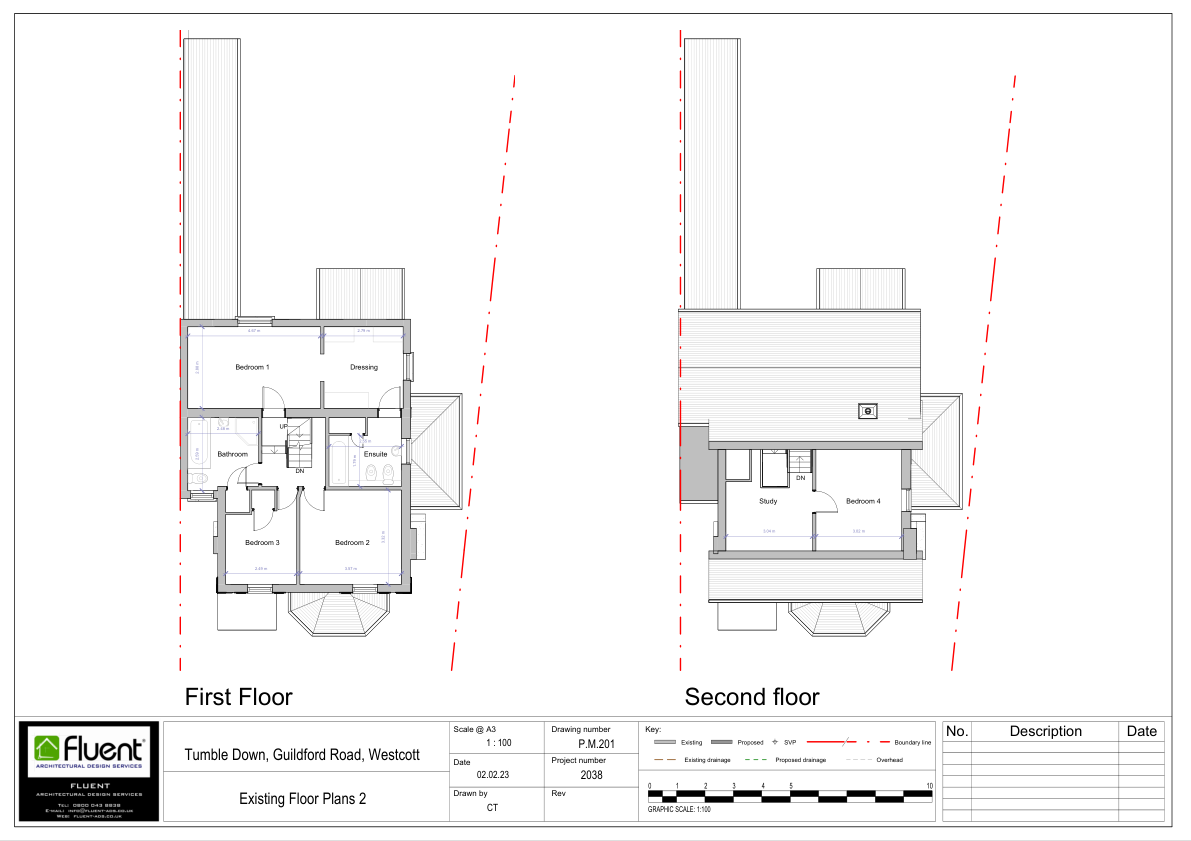 Bedroom 1
Dressing
UP
Bathroom
Ensuite
DN
Bedroom 3
Bedroom 2
DN
Study
Bedroom 4
First Floor
Second floor
fluent®
ARCHITECTURAL DESIGN SERVICES
FLUENT
ARCHITECTURAL DESIGN SERVICES
Tel: 0800 043 8838
E-mail: info@fluent-ads.co.uk
Web: fluent-ads.co.uk
Tumble Down, Guildford Road, Westcott
Existing Floor Plans 2
Scale @ A3
1 : 100
Date
02.02.23
Drawn by
CT
Drawing number
P.M.201
Project number
2038
Rev
Key:
Existing
Proposed
SVP
Boundary line
Existing drainage
Proposed drainage
Overhead
0 1 2 3 4 5 10
GRAPHIC SCALE: 1:100
No. Description Date